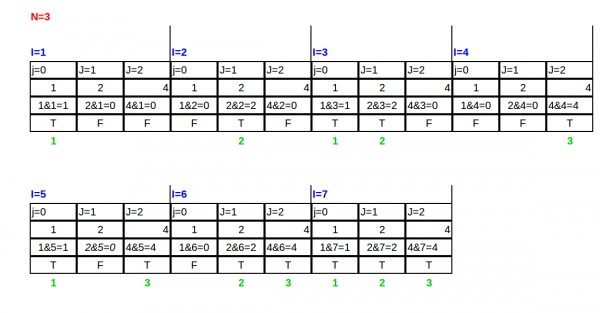 N=3
I=1 I=2 I=3 I=4
j=0 J=1 J=2 j=0 J=1 J=2 j=0 J=1 J=2 j=0 J=1 J=2
1 2 4 1 2 4 1 2 4 1 2 4
1&1=1 2&1=0 4&1=0 1&2=0 2&2=2 4&2=0 1&3=1 2&3=2 4&3=0 1&4=0 2&4=0 4&4=4
T F F F T F T T F F F T
1 2 1 2 3
I=5 I=6 I=7
j=0 J=1 J=2 j=0 J=1 J=2 j=0 J=1 J=2
1 2 4 1 2 4 1 2 4
1&5=1 2&5=0 4&5=4 1&6=0 2&6=2 4&6=4 1&7=1 2&7=2 4&7=4
T F T F T T T T T
1 3 2 3 1 2 3